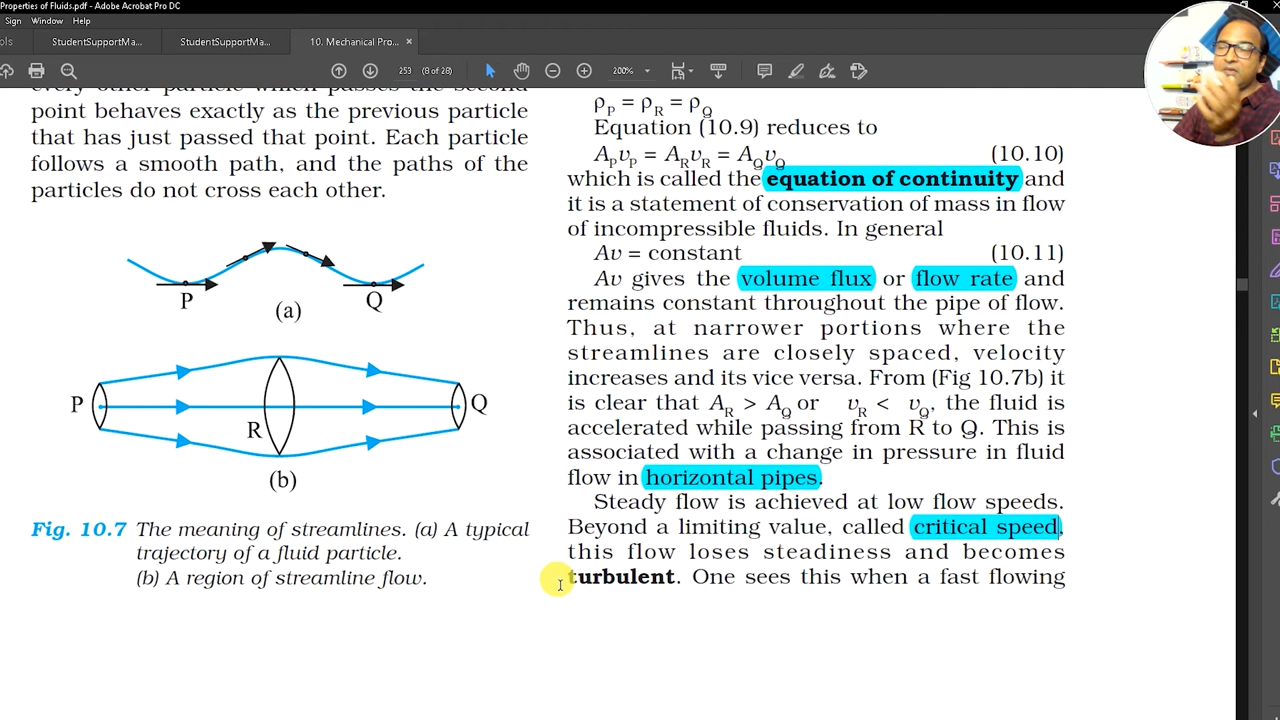 Properties of Fluids.pdf - Adobe Acrobat Pro DC
Sign Window Help
ols StudentSupportMa... StudentSupportMa... 10. Mechanical Pro... ×
253 (8 of 28) 200%
every other particle which passes the second
point behaves exactly as the previous particle
that has just passed that point. Each particle
follows a smooth path, and the paths of the
particles do not cross each other.
P Q
(a)
P R Q
(b)
Fig. 10.7 The meaning of streamlines. (a) A typical
trajectory of a fluid particle.
(b) A region of streamline flow.
ρP = ρR = ρQ
Equation (10.9) reduces to
APvP = ARvR = AQvQ (10.10)
which is called the equation of continuity and
it is a statement of conservation of mass in flow
of incompressible fluids. In general
Av = constant (10.11)
Av gives the volume flux or flow rate and
remains constant throughout the pipe of flow.
Thus, at narrower portions where the
streamlines are closely spaced, velocity
increases and its vice versa. From (Fig 10.7b) it
is clear that AR > AQ or vR < vQ, the fluid is
accelerated while passing from R to Q. This is
associated with a change in pressure in fluid
flow in horizontal pipes.
Steady flow is achieved at low flow speeds.
Beyond a limiting value, called critical speed,
this flow loses steadiness and becomes
turbulent. One sees this when a fast flowing